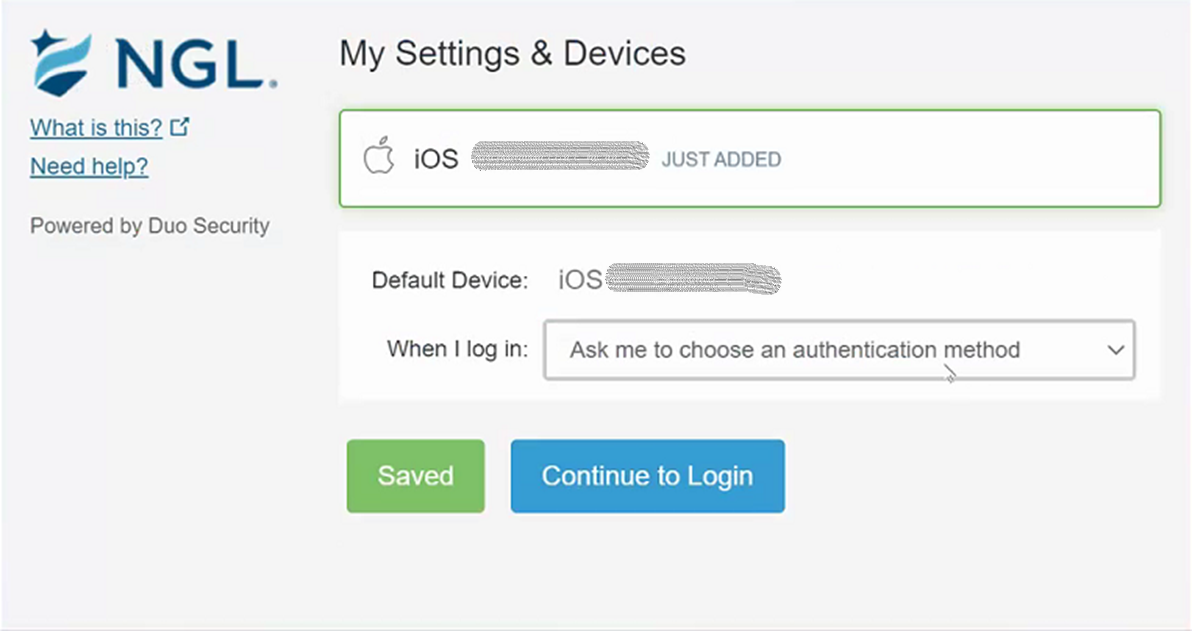 NGL.
What is this?
Need help?
Powered by Duo Security
My Settings & Devices
iOS JUST ADDED
Default Device: iOS
When I log in: Ask me to choose an authentication method
Saved Continue to Login